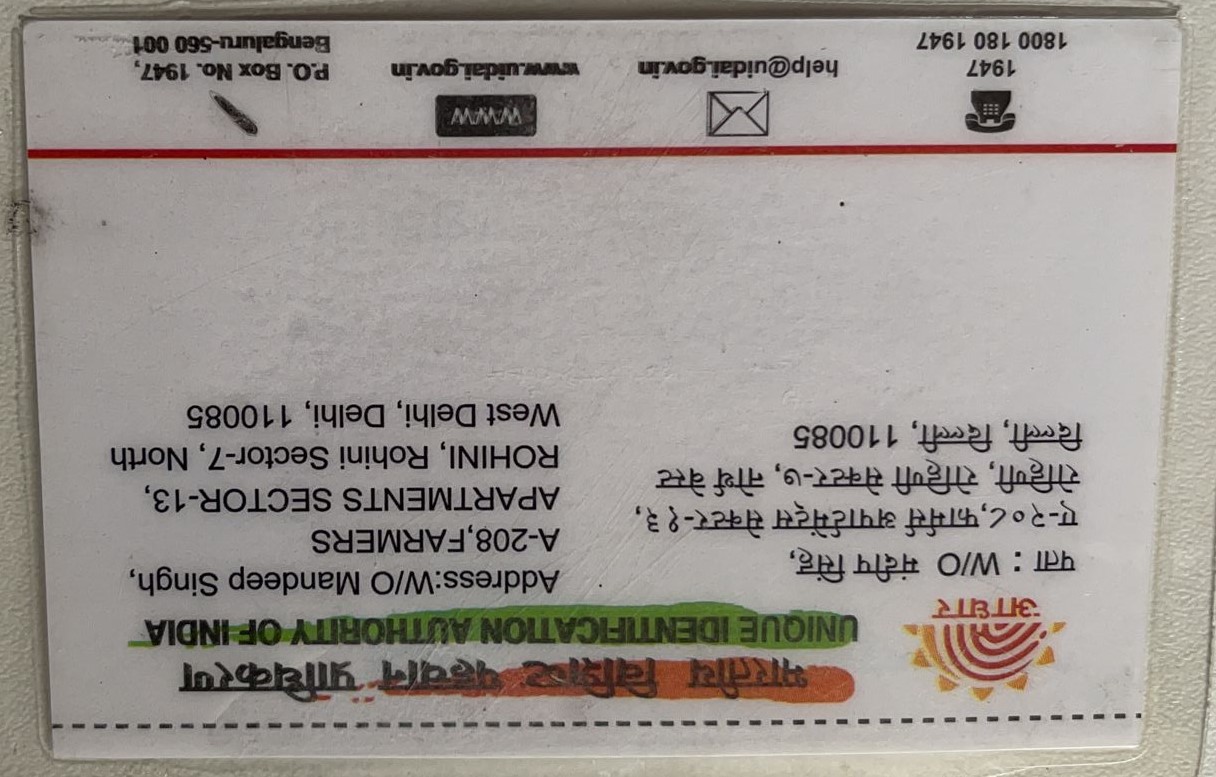 भारतीय विशिष्ट पहचान प्राधिकरण
UNIQUE IDENTIFICATION AUTHORITY OF INDIA
आधार
पता : W/O मंदीप सिंह,
ए-२०८,फार्मर्स अपार्टमेंट्स सेक्टर-१३,
रोहिणी, रोहिणी सेक्टर-७, नोर्थ वेस्ट
दिल्ली, दिल्ली, 110085
Address:W/O Mandeep Singh,
A-208,FARMERS
APARTMENTS SECTOR-13,
ROHINI, Rohini Sector-7, North
West Delhi, Delhi, 110085
1947
1800 180 1947
help@uidai.gov.in
WWW
www.uidai.gov.in
P.O. Box No. 1947,
Bengaluru-560 001